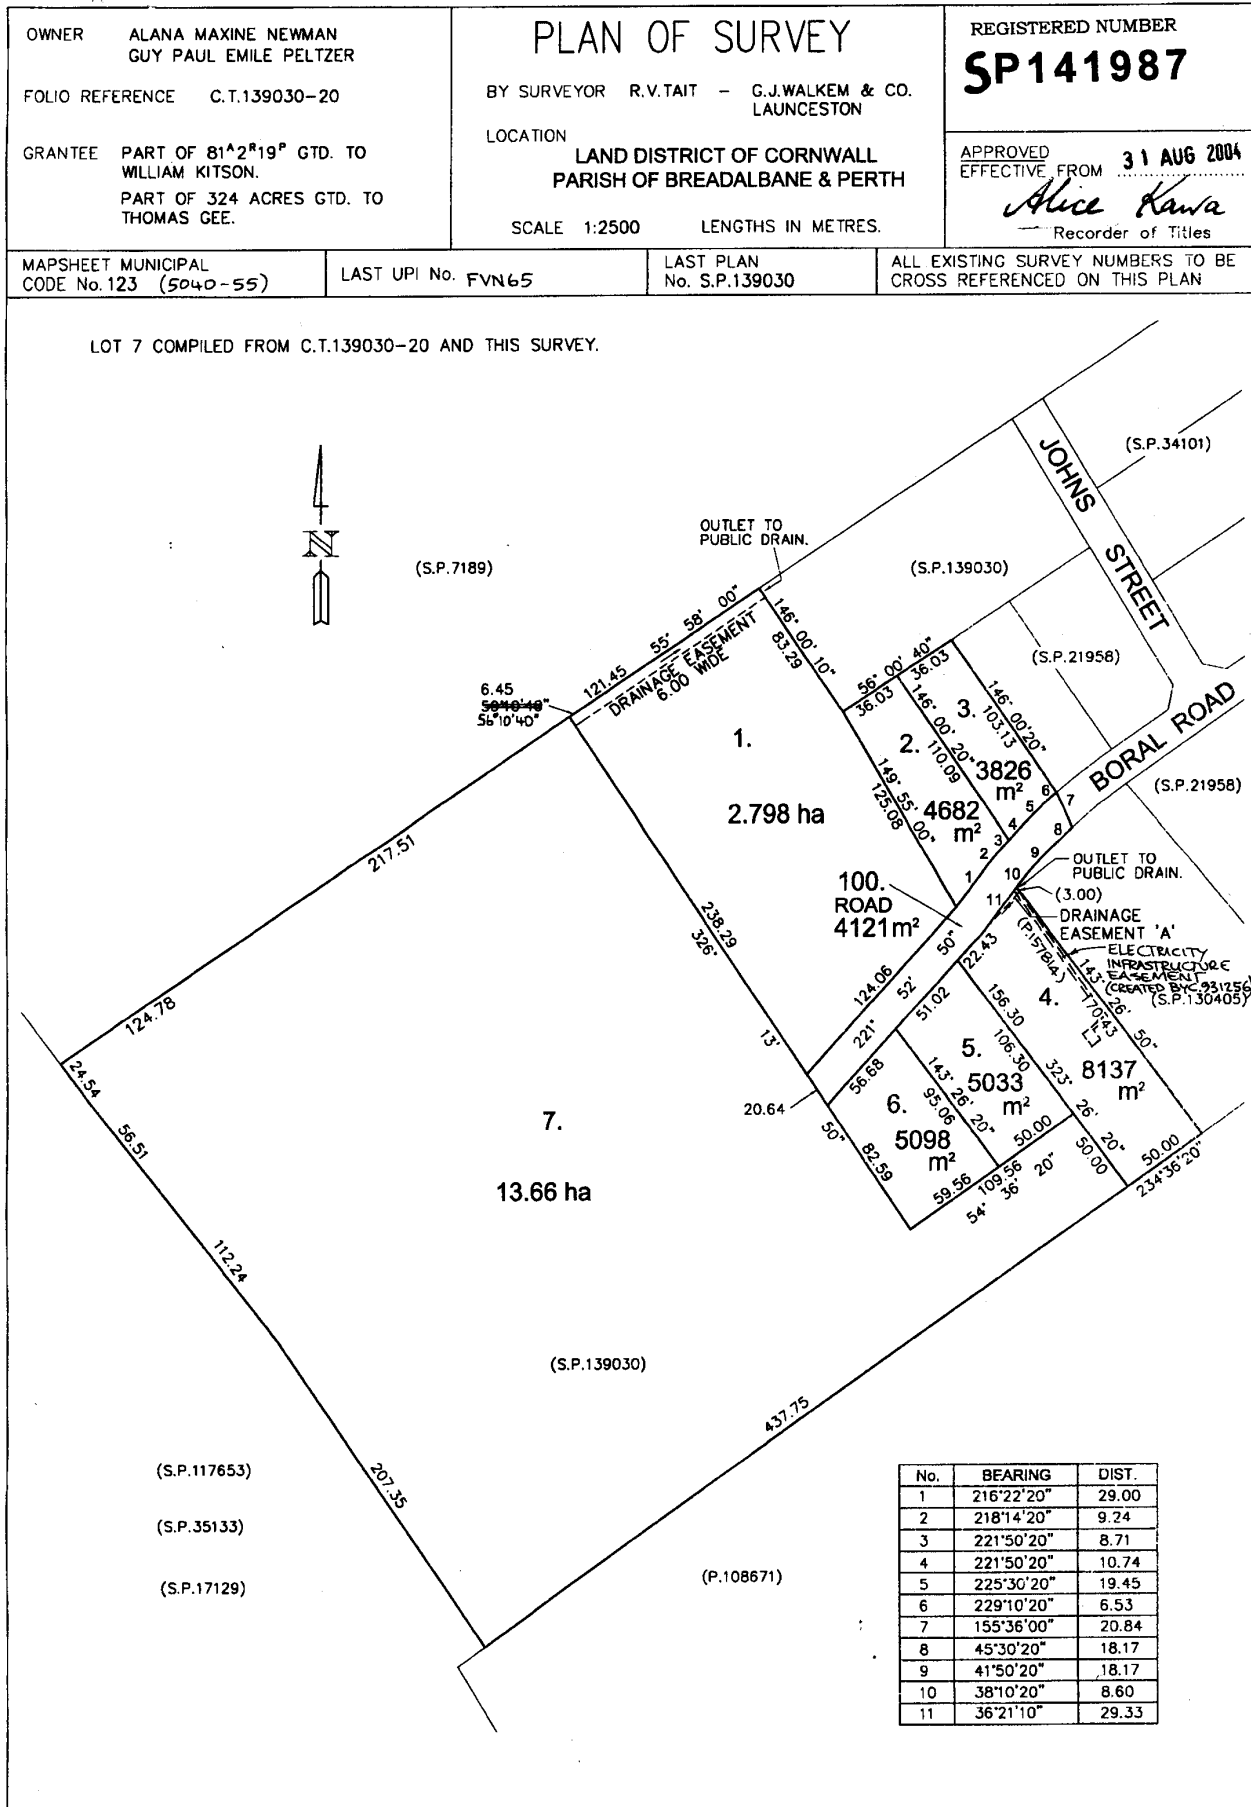 OWNER ALANA MAXINE NEWMAN
GUY PAUL EMILE PELTZER
FOLIO REFERENCE C.T.139030-20
GRANTEE PART OF 81ᴬ2ᴿ19ᴾ GTD. TO
WILLIAM KITSON.
PART OF 324 ACRES GTD. TO
THOMAS GEE.
PLAN OF SURVEY
BY SURVEYOR R.V.TAIT – G.J.WALKEM & CO.
LAUNCESTON
LOCATION
LAND DISTRICT OF CORNWALL
PARISH OF BREADALBANE & PERTH
SCALE 1:2500 LENGTHS IN METRES.
REGISTERED NUMBER
SP141987
APPROVED
EFFECTIVE FROM 31 AUG 2004
Alice Kawa
Recorder of Titles
MAPSHEET MUNICIPAL
CODE No. 123 (5040-55)
LAST UPI No. FVN65
LAST PLAN
No. S.P.139030
ALL EXISTING SURVEY NUMBERS TO BE
CROSS REFERENCED ON THIS PLAN
LOT 7 COMPILED FROM C.T.139030-20 AND THIS SURVEY.
N
(S.P.7189)
OUTLET TO
PUBLIC DRAIN.
(S.P.139030)
(S.P.34101)
JOHNS STREET
(S.P.21958)
BORAL ROAD
(S.P.21958)
6.45
56°10'40"
121.45 55° 58' 00"
DRAINAGE EASEMENT
6.00 WIDE
146° 00' 10"
83.29
56° 00' 40"
36.03
36.03
146° 00' 20"
110.09
146° 00' 20"
103.13
149° 55' 00"
125.08
1.
2.798 ha
2.
4682
m²
3.
3826
m²
1
2
3
4
5
6
7
8
9
10
11
100.
ROAD
4121m²
OUTLET TO
PUBLIC DRAIN.
(3.00)
DRAINAGE
EASEMENT 'A'
ELECTRICITY
INFRASTRUCTURE
EASEMENT
(CREATED BY C.931256)
(S.P.130405)
(P.157814)
143° 26' 50"
170.43
217.51
238.29
326° 13' 50"
124.06
221° 52' 50"
22.43
51.02
56.68
156.30
106.30
323° 26' 20"
4.
8137
m²
5.
5033
m²
143° 26' 20"
95.06
6.
5098
m²
20.64
82.59
59.56
50.00
109.56
54° 36' 20"
50.00
50.00
234°36'20"
124.78
24.54
56.51
112.24
207.35
7.
13.66 ha
(S.P.139030)
437.75
(S.P.117653)
(S.P.35133)
(S.P.17129)
(P.108671)
No. BEARING DIST.
1 216°22'20" 29.00
2 218°14'20" 9.24
3 221°50'20" 8.71
4 221°50'20" 10.74
5 225°30'20" 19.45
6 229°10'20" 6.53
7 155°36'00" 20.84
8 45°30'20" 18.17
9 41°50'20" 18.17
10 38°10'20" 8.60
11 36°21'10" 29.33